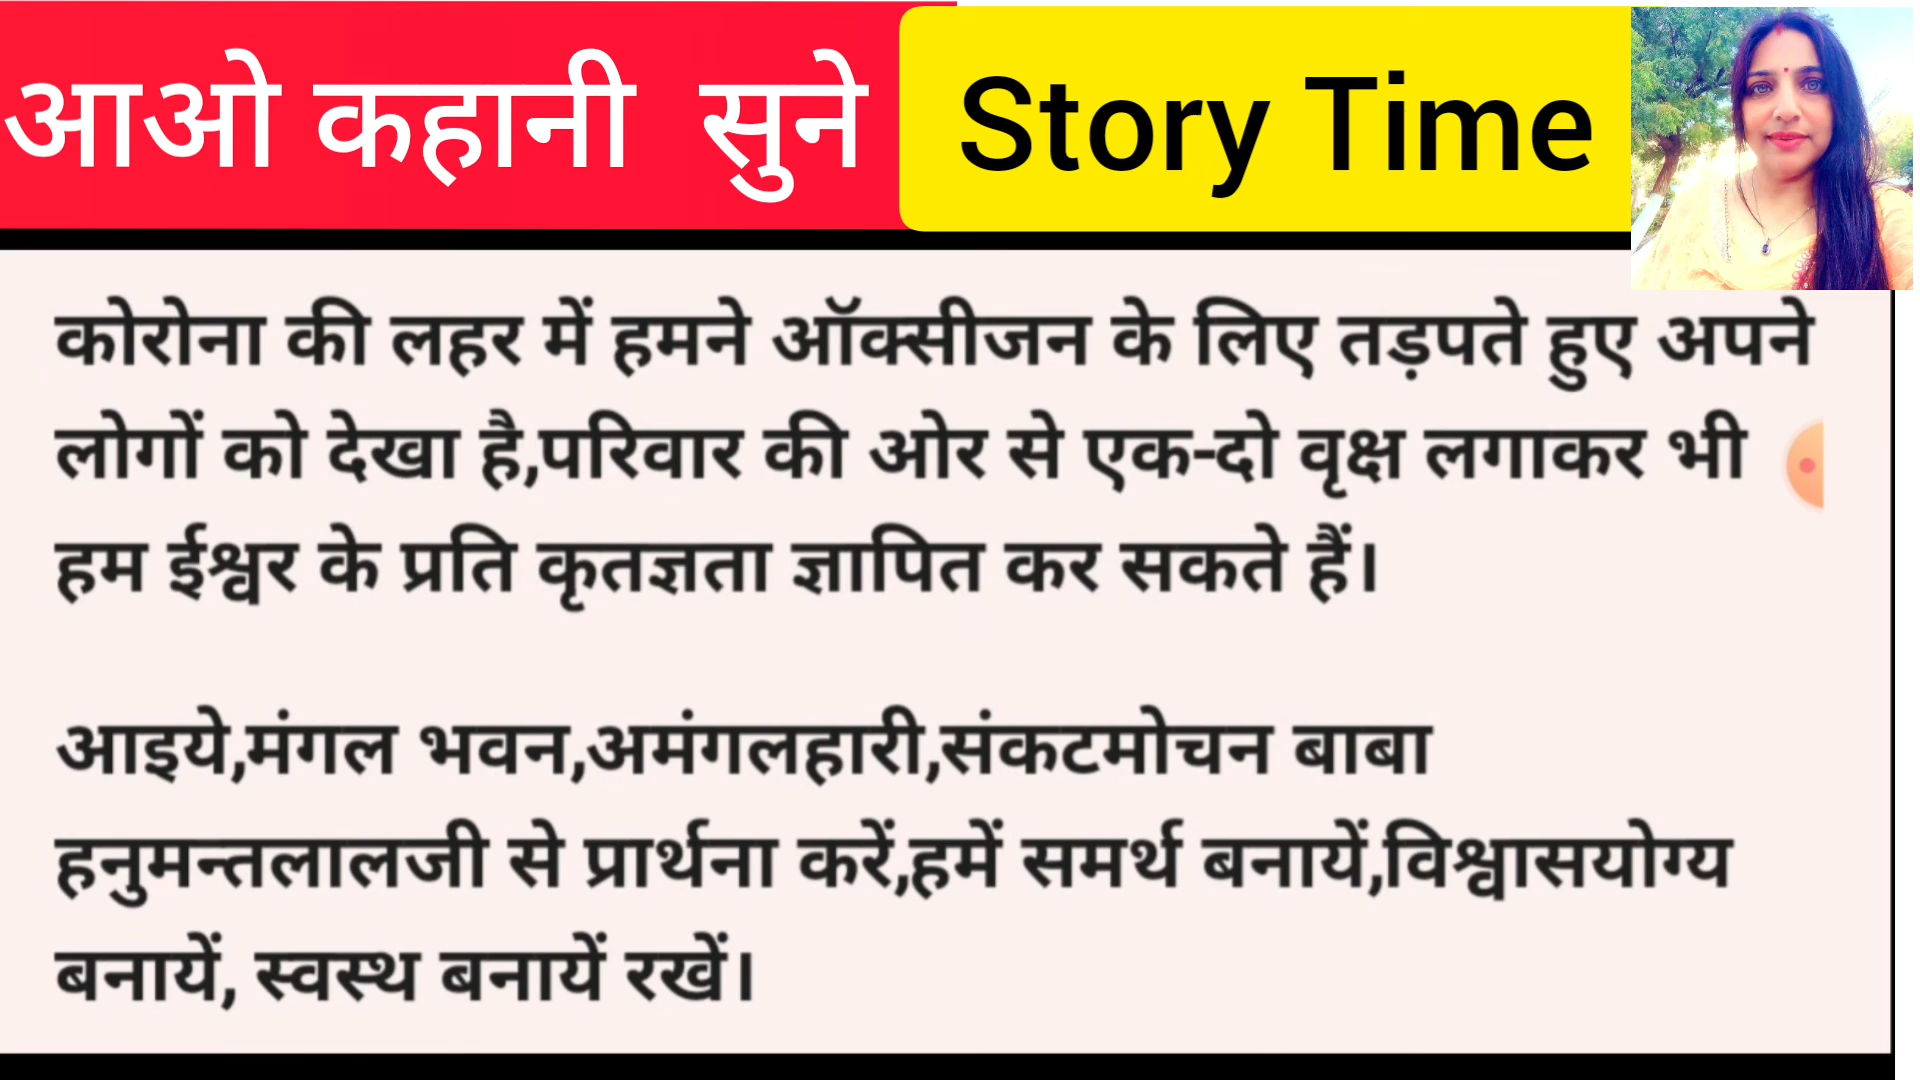 आओ कहानी सुने Story Time
कोरोना की लहर में हमने ऑक्सीजन के लिए तड़पते हुए अपने
लोगों को देखा है,परिवार की ओर से एक-दो वृक्ष लगाकर भी
हम ईश्वर के प्रति कृतज्ञता ज्ञापित कर सकते हैं।
आइये,मंगल भवन,अमंगलहारी,संकटमोचन बाबा
हनुमन्तलालजी से प्रार्थना करें,हमें समर्थ बनायें,विश्वासयोग्य
बनायें, स्वस्थ बनायें रखें।